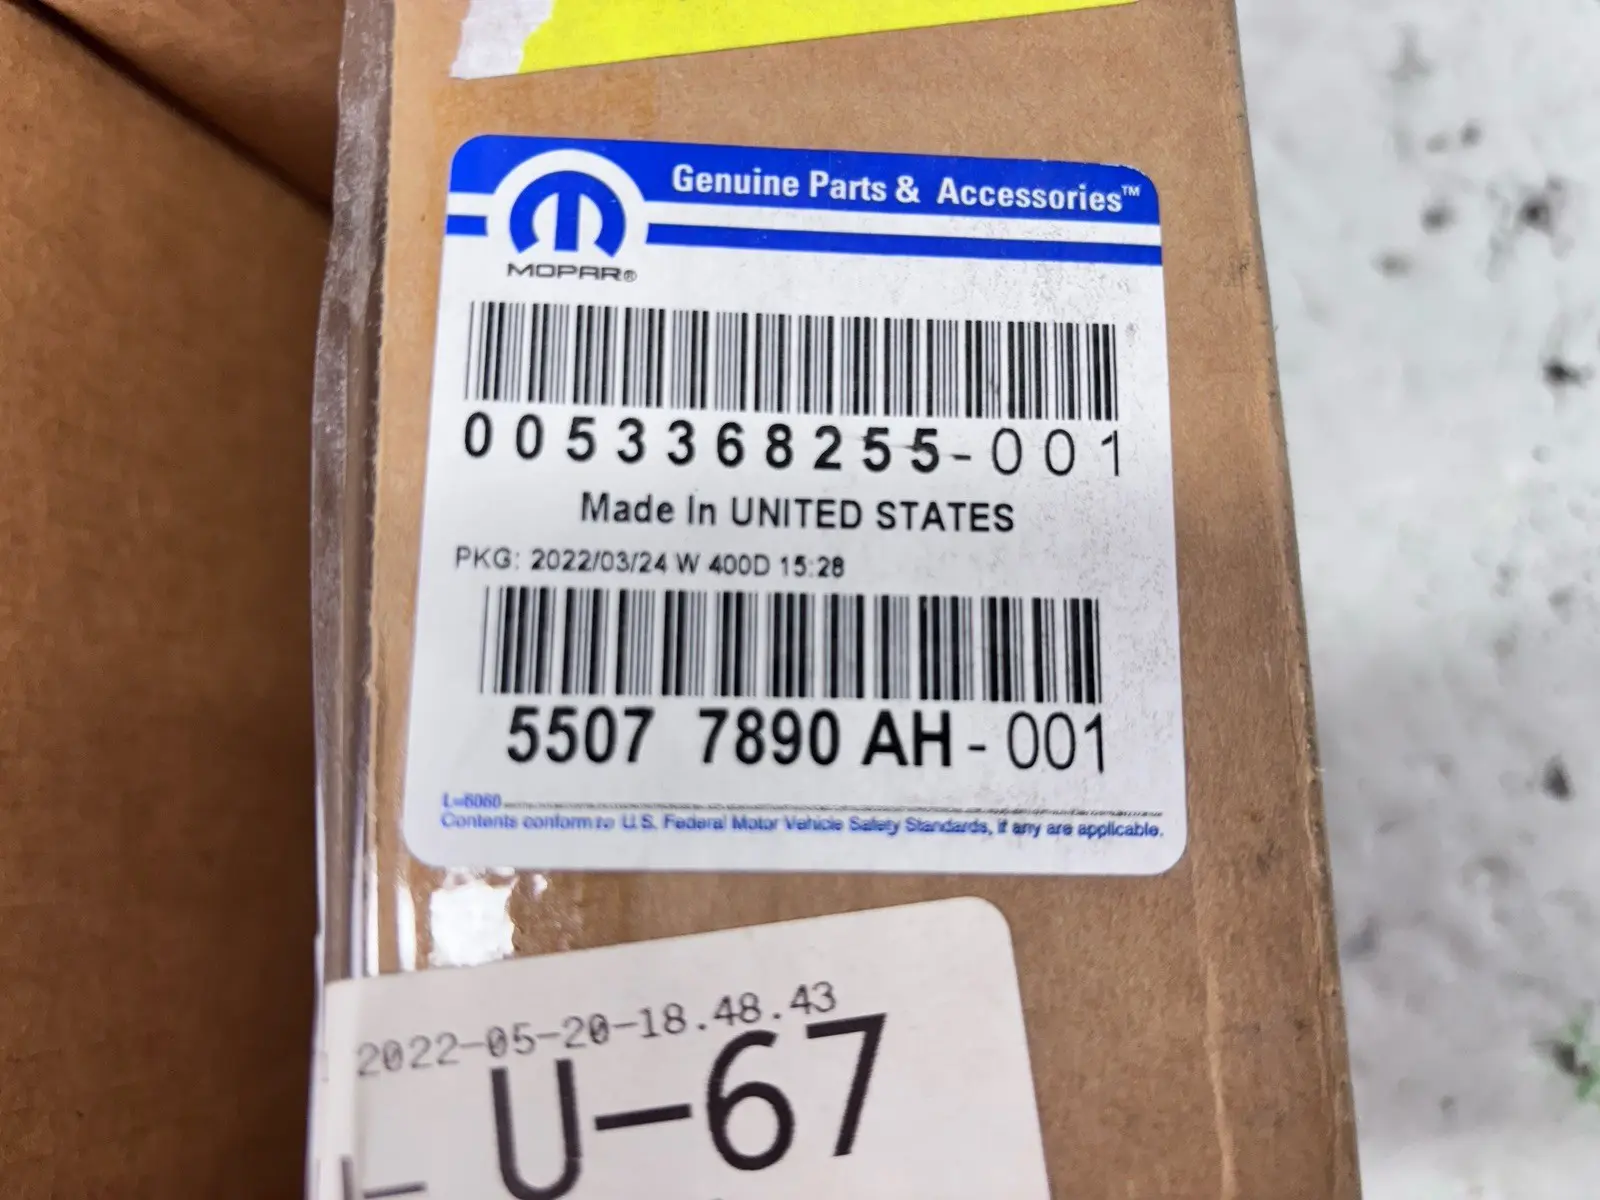 Genuine Parts & Accessories™
MOPAR®
0053368255-001
Made In UNITED STATES
PKG: 2022/03/24 W 400D 15:28
5507 7890 AH-001
L=6060
Contents conform to U.S. Federal Motor Vehicle Safety Standards, if any are applicable.
2022-05-20-18.48.43
U-67